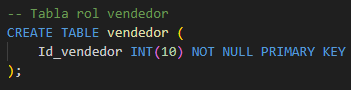 -- Tabla rol vendedor
CREATE TABLE vendedor (
    Id_vendedor INT(10) NOT NULL PRIMARY KEY
);